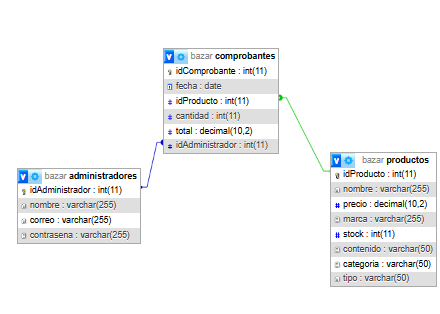 bazar comprobantes
idComprobante : int(11)
fecha : date
idProducto : int(11)
cantidad : int(11)
total : decimal(10,2)
idAdministrador : int(11)
bazar administradores
idAdministrador : int(11)
nombre : varchar(255)
correo : varchar(255)
contrasena : varchar(255)
bazar productos
idProducto : int(11)
nombre : varchar(255)
precio : decimal(10,2)
marca : varchar(255)
stock : int(11)
contenido : varchar(50)
categoria : varchar(50)
tipo : varchar(50)